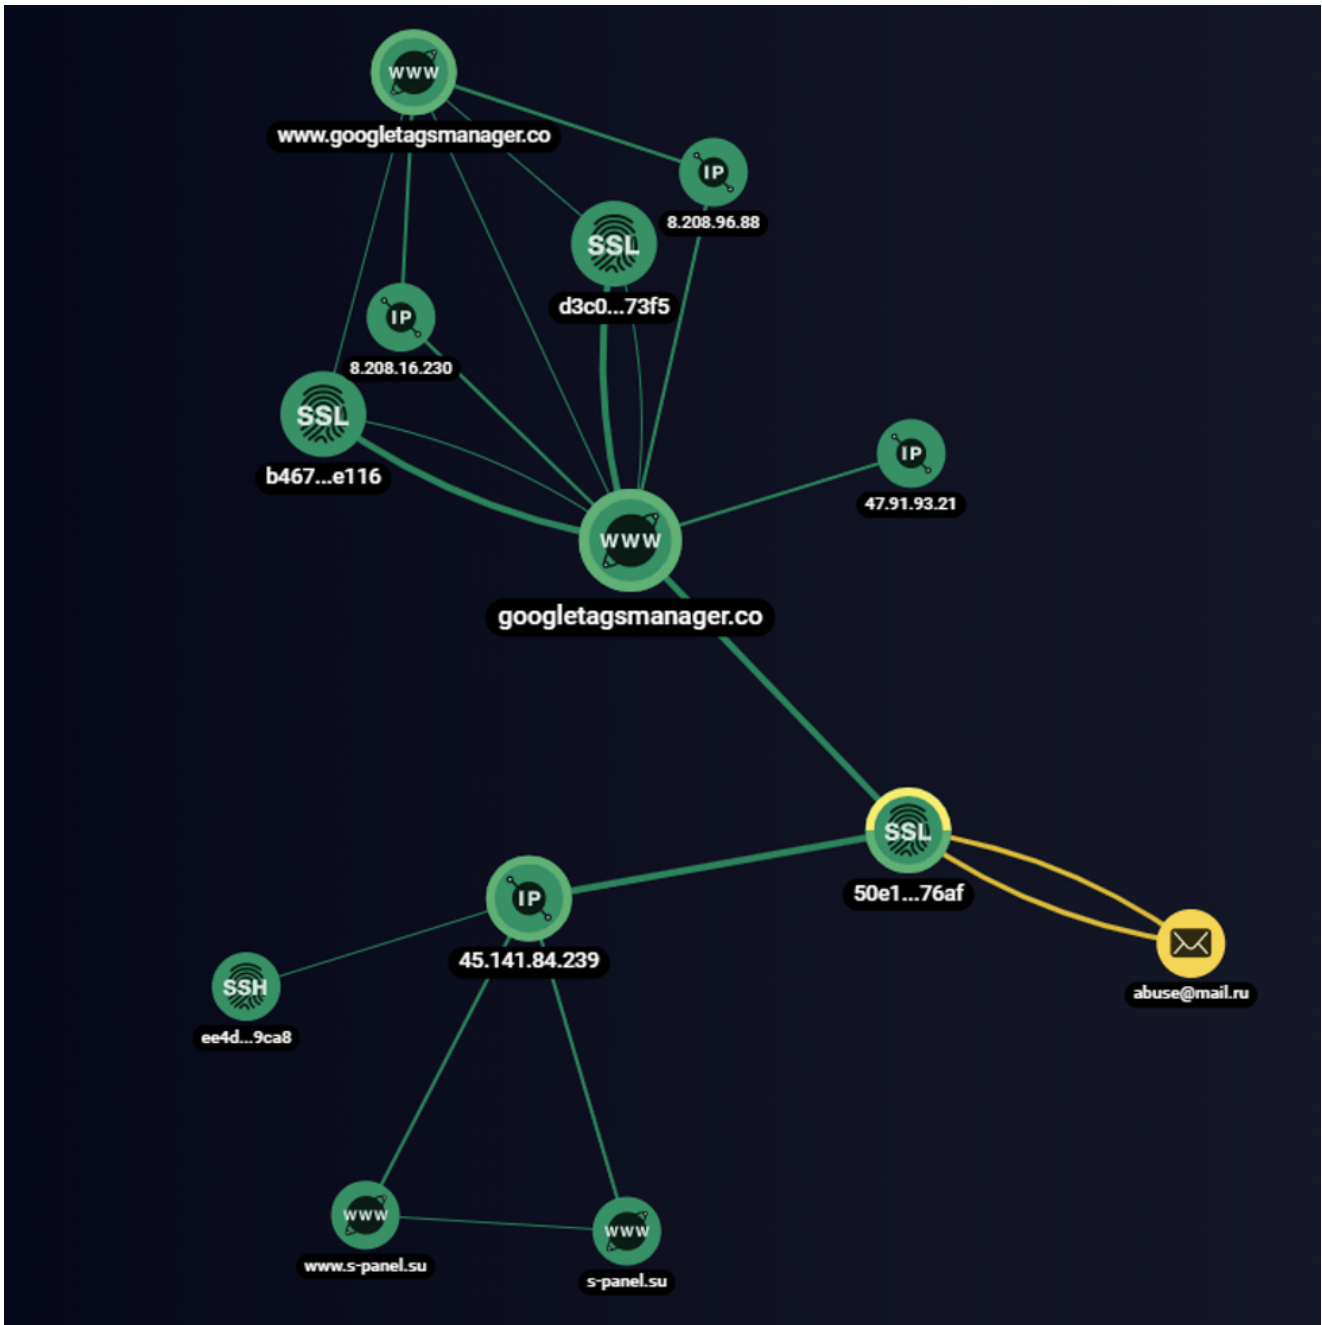 www
www.googletagsmanager.co
IP
8.208.96.88
SSL
d3c0...73f5
IP
8.208.16.230
SSL
b467...e116
IP
47.91.93.21
www
googletagsmanager.co
SSL
50e1...76af
IP
45.141.84.239
abuse@mail.ru
SSH
ee4d...9ca8
www
www.s-panel.su
www
s-panel.su